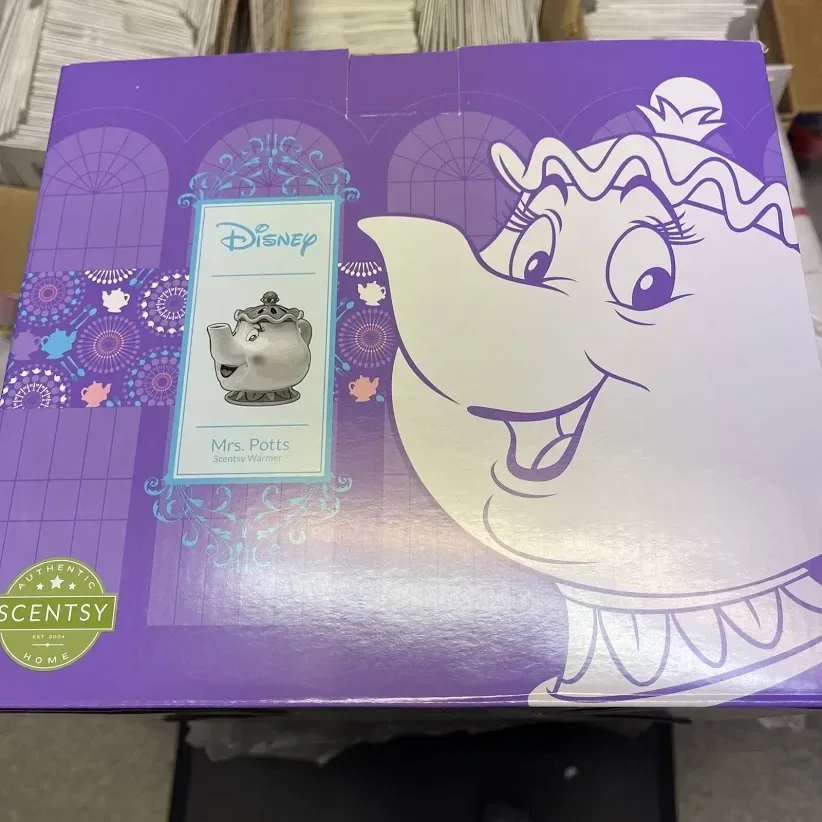 Disney
Mrs. Potts
Scentsy Warmer
AUTHENTIC
SCENTSY
EST. 2004
HOME